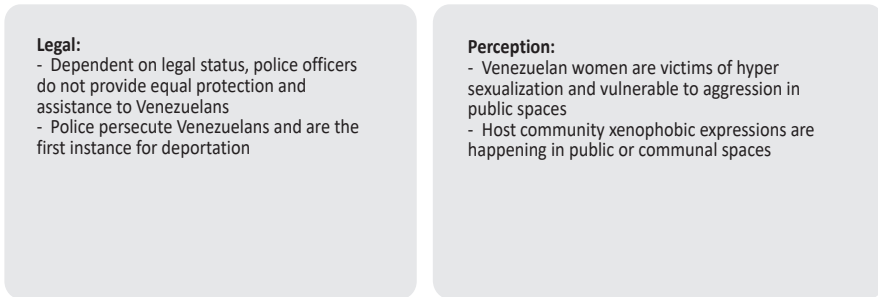 Legal:
- Dependent on legal status, police officers
do not provide equal protection and
assistance to Venezuelans
- Police persecute Venezuelans and are the
first instance for deportation
Perception:
- Venezuelan women are victims of hyper
sexualization and vulnerable to aggression in
public spaces
- Host community xenophobic expressions are
happening in public or communal spaces